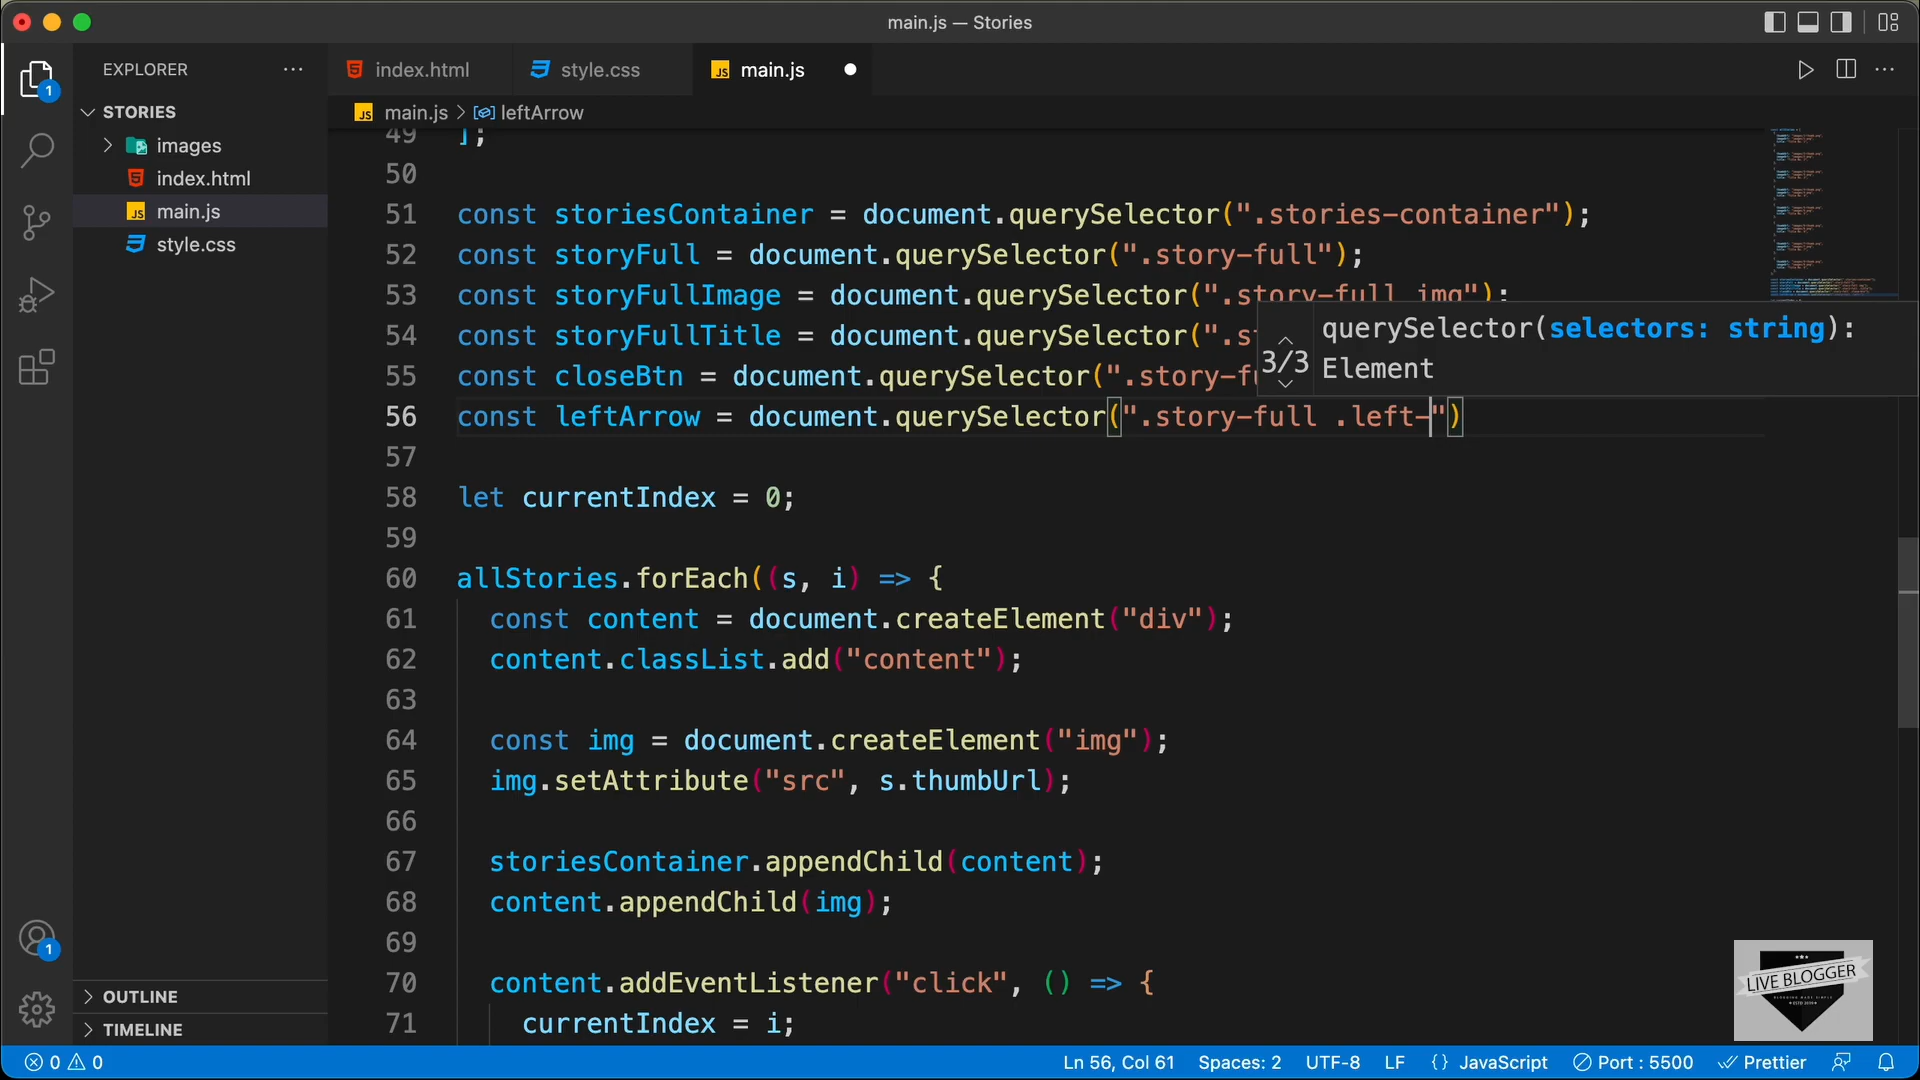 main.js — Stories
EXPLORER
index.html
style.css
main.js
STORIES
main.js > leftArrow
images
index.html
main.js
style.css
1
49 ];
50
51 const storiesContainer = document.querySelector(".stories-container");
52 const storyFull = document.querySelector(".story-full");
53 const storyFullImage = document.querySelector(".story-full img");
54 const storyFullTitle = document.querySelector(".s
55 const closeBtn = document.querySelector(".story-fu
56 const leftArrow = document.querySelector(".story-full .left-")
3/3
querySelector(selectors: string):
Element
57
58 let currentIndex = 0;
59
60 allStories.forEach((s, i) => {
61 const content = document.createElement("div");
62 content.classList.add("content");
63
64 const img = document.createElement("img");
65 img.setAttribute("src", s.thumbUrl);
66
67 storiesContainer.appendChild(content);
68 content.appendChild(img);
69
70 content.addEventListener("click", () => {
71 currentIndex = i;
1
OUTLINE
TIMELINE
LIVE BLOGGER
0 0
Ln 56, Col 61
Spaces: 2
UTF-8
LF
{} JavaScript
Port : 5500
Prettier